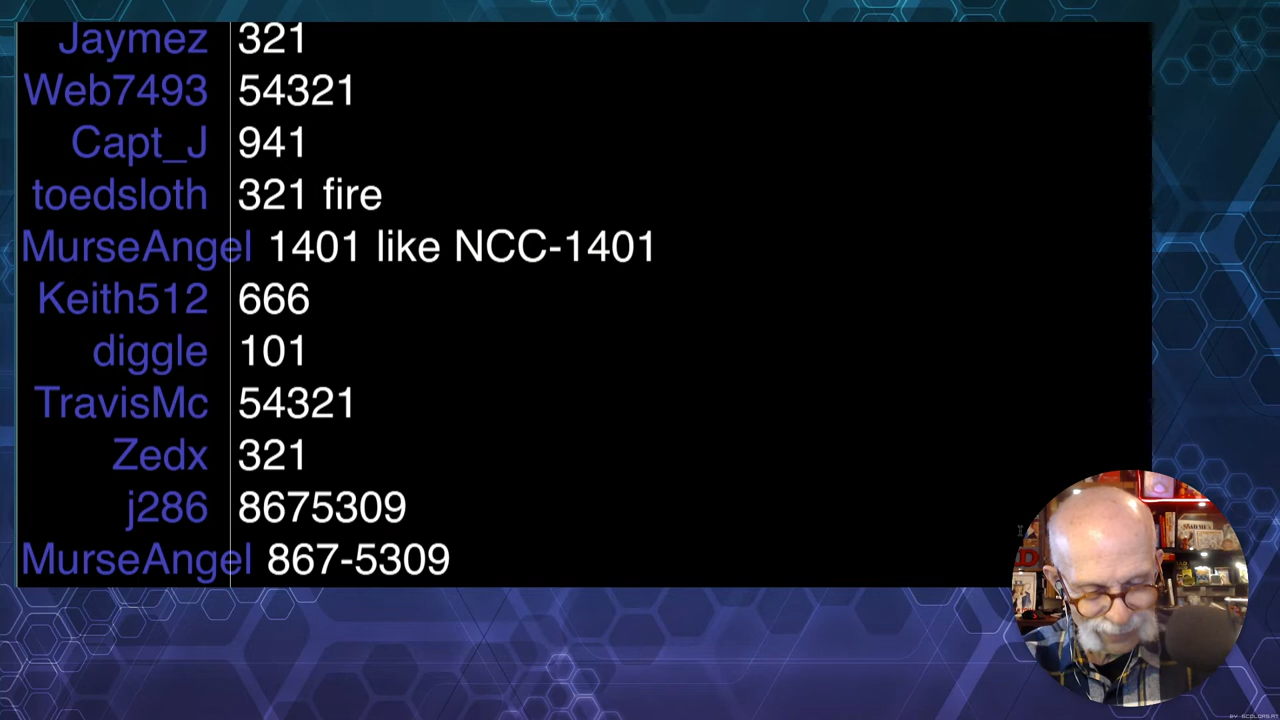 Jaymez 321
Web7493 54321
Capt_J 941
toedsloth 321 fire
MurseAngel 1401 like NCC-1401
Keith512 666
diggle 101
TravisMc 54321
Zedx 321
j286 8675309
MurseAngel 867-5309